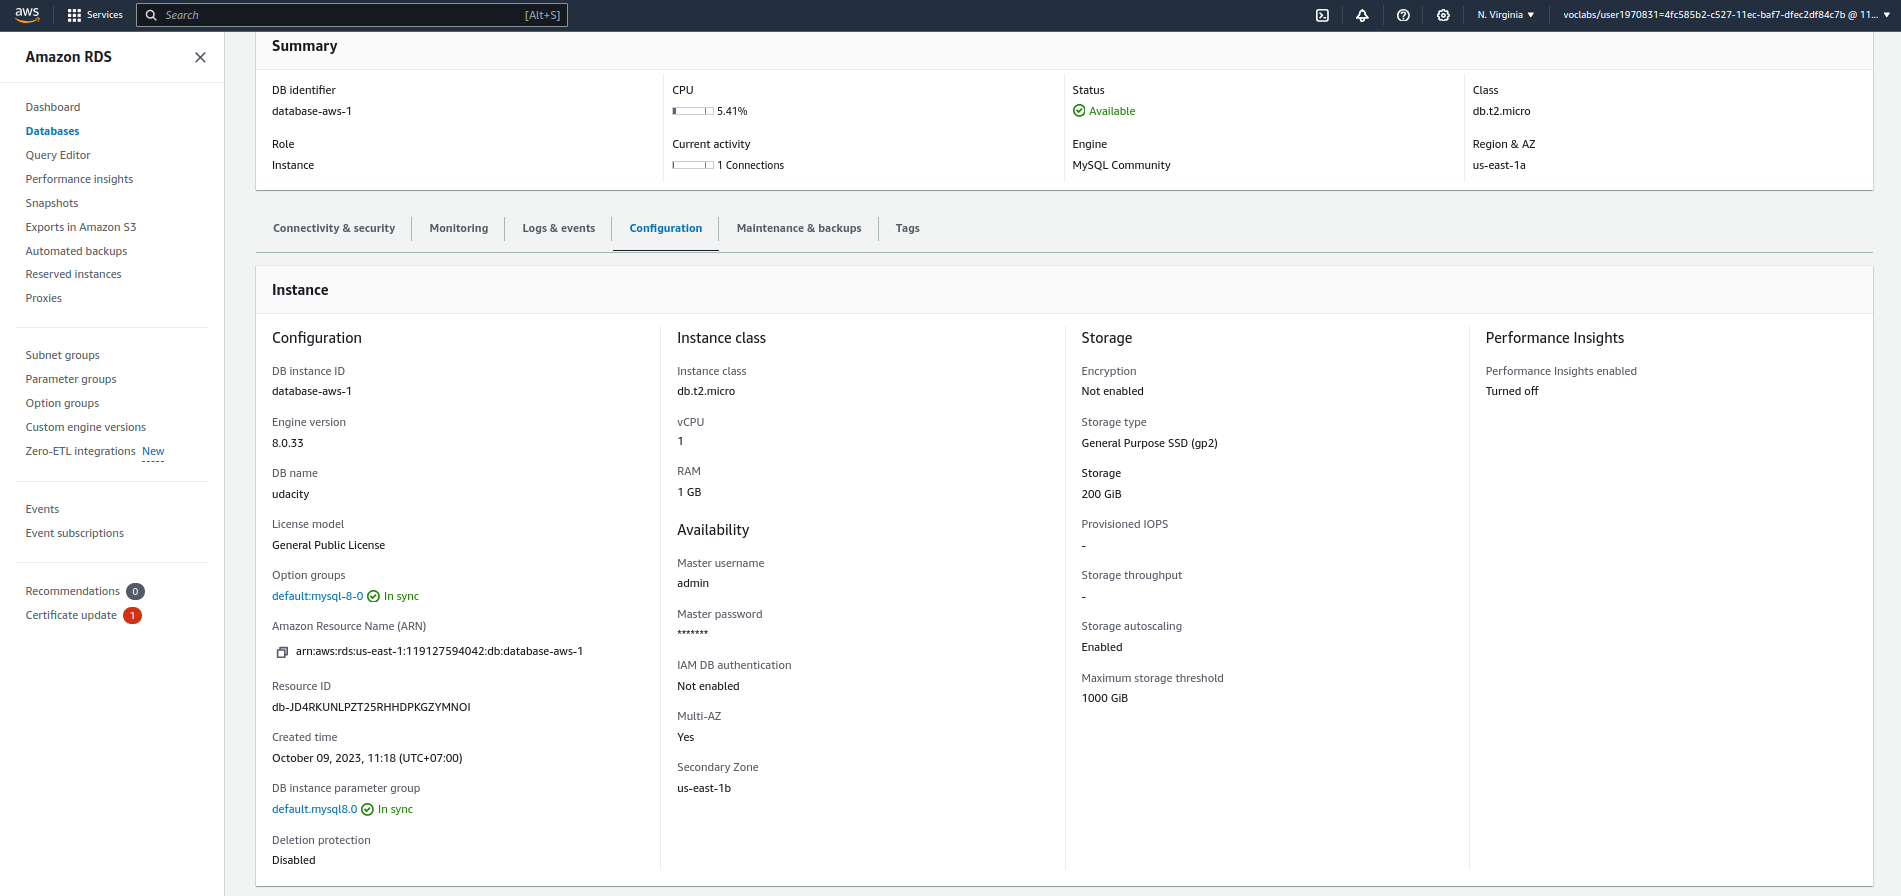 aws Services Search [Alt+S] N. Virginia voclabs/user1970831=4fc585b2-c527-11ec-baf7-dfec2df84c7b @ 11...
Amazon RDS
Dashboard
Databases
Query Editor
Performance insights
Snapshots
Exports in Amazon S3
Automated backups
Reserved instances
Proxies
Subnet groups
Parameter groups
Option groups
Custom engine versions
Zero-ETL integrations New
Events
Event subscriptions
Recommendations 0
Certificate update 1
Summary
DB identifier
database-aws-1
Role
Instance
CPU
5.41%
Current activity
1 Connections
Status
Available
Engine
MySQL Community
Class
db.t2.micro
Region & AZ
us-east-1a
Connectivity & security Monitoring Logs & events Configuration Maintenance & backups Tags
Instance
Configuration
DB instance ID
database-aws-1
Engine version
8.0.33
DB name
udacity
License model
General Public License
Option groups
default:mysql-8-0 In sync
Amazon Resource Name (ARN)
arn:aws:rds:us-east-1:119127594042:db:database-aws-1
Resource ID
db-JD4RKUNLPZT25RHHDPKGZYMNOI
Created time
October 09, 2023, 11:18 (UTC+07:00)
DB instance parameter group
default.mysql8.0 In sync
Deletion protection
Disabled
Instance class
Instance class
db.t2.micro
vCPU
1
RAM
1 GB
Availability
Master username
admin
Master password
*******
IAM DB authentication
Not enabled
Multi-AZ
Yes
Secondary Zone
us-east-1b
Storage
Encryption
Not enabled
Storage type
General Purpose SSD (gp2)
Storage
200 GiB
Provisioned IOPS
-
Storage throughput
-
Storage autoscaling
Enabled
Maximum storage threshold
1000 GiB
Performance Insights
Performance Insights enabled
Turned off